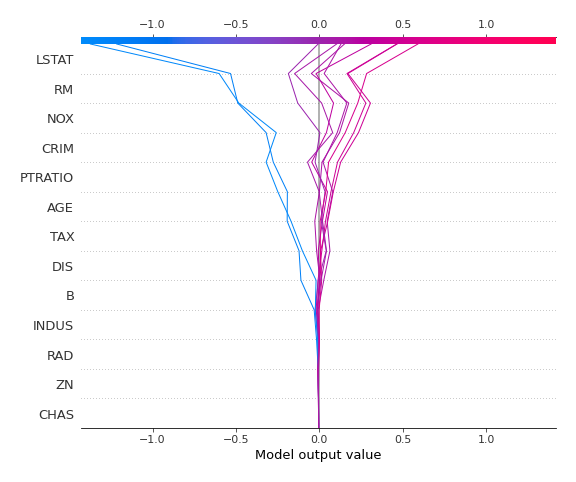 −1.0 −0.5 0.0 0.5 1.0
LSTAT
RM
NOX
CRIM
PTRATIO
AGE
TAX
DIS
B
INDUS
RAD
ZN
CHAS
−1.0 −0.5 0.0 0.5 1.0
Model output value